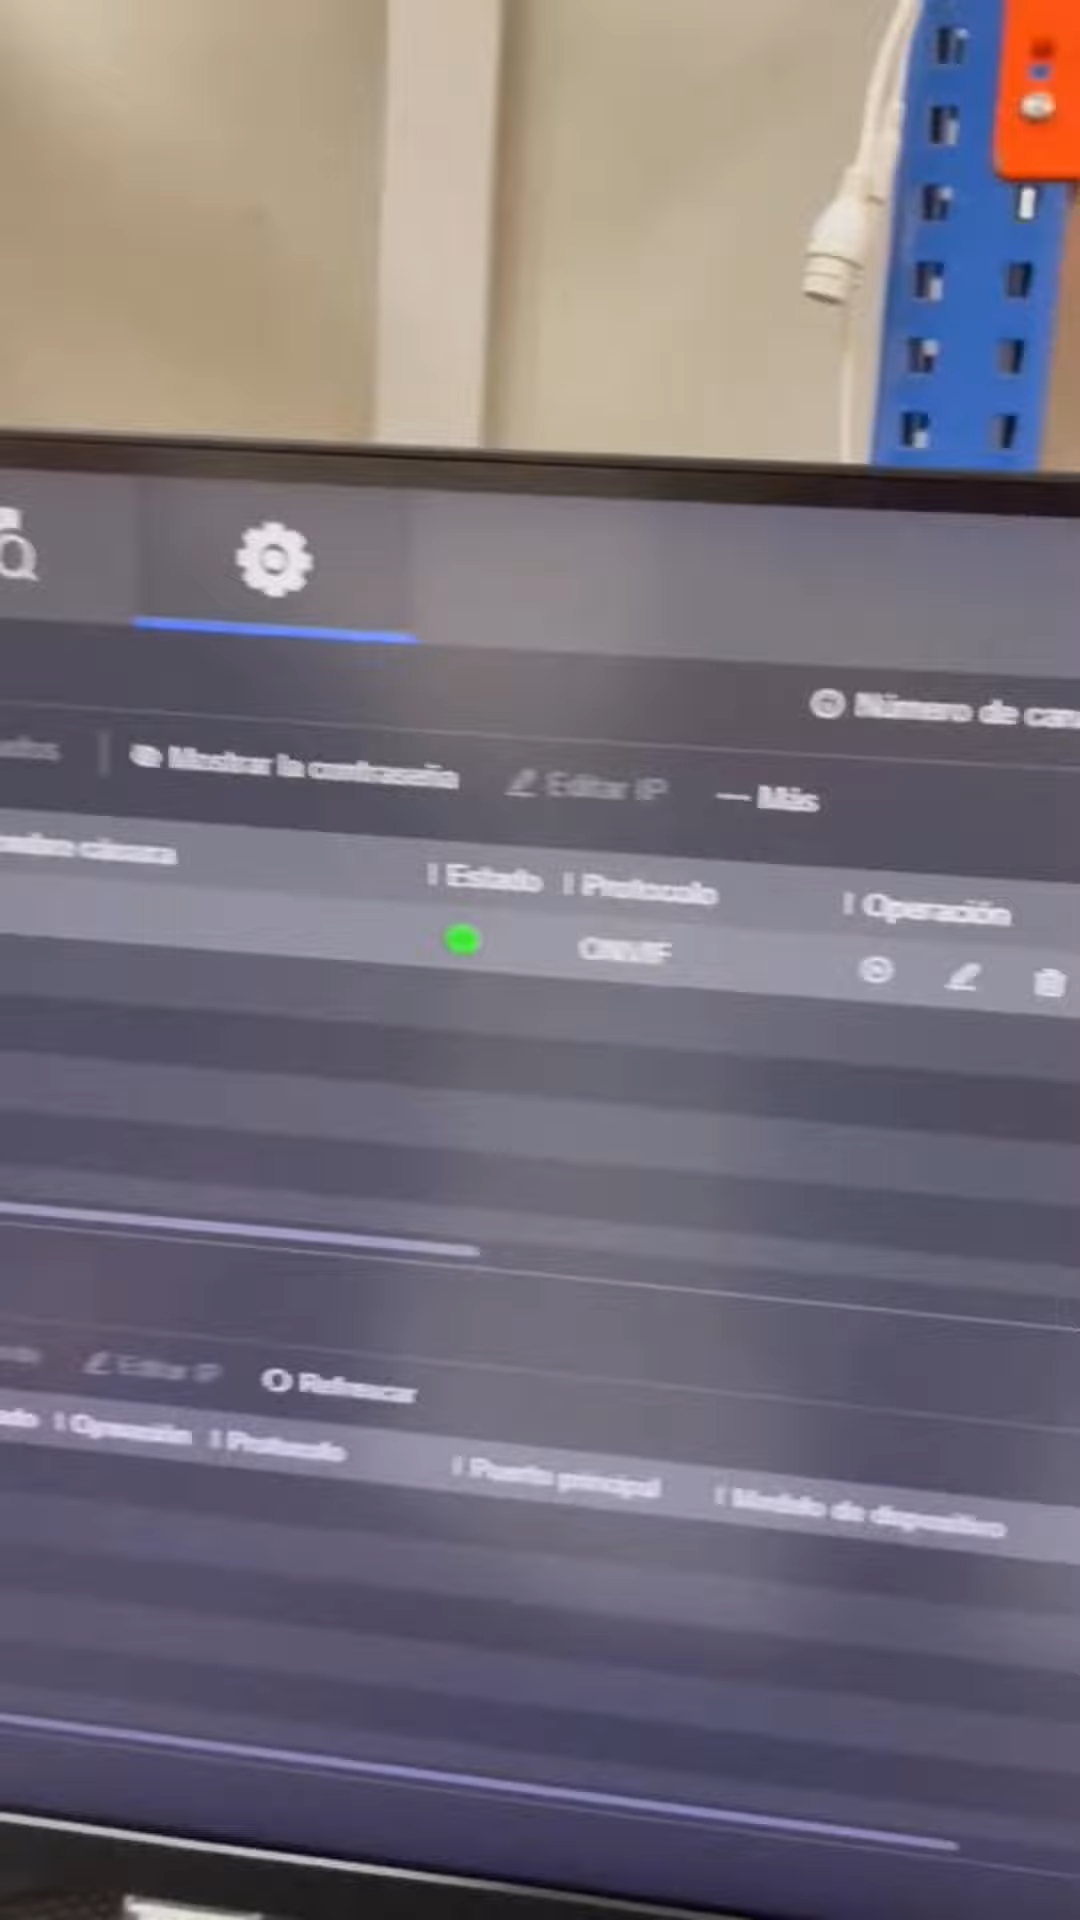 Número de
Mostrar la contraseña
Editar IP
Más
cámara
Estado
Protocolo
Operación
ONVIF
Editar IP
Refrescar
Operación
Protocolo
Puerto principal
Modelo de dispositivo